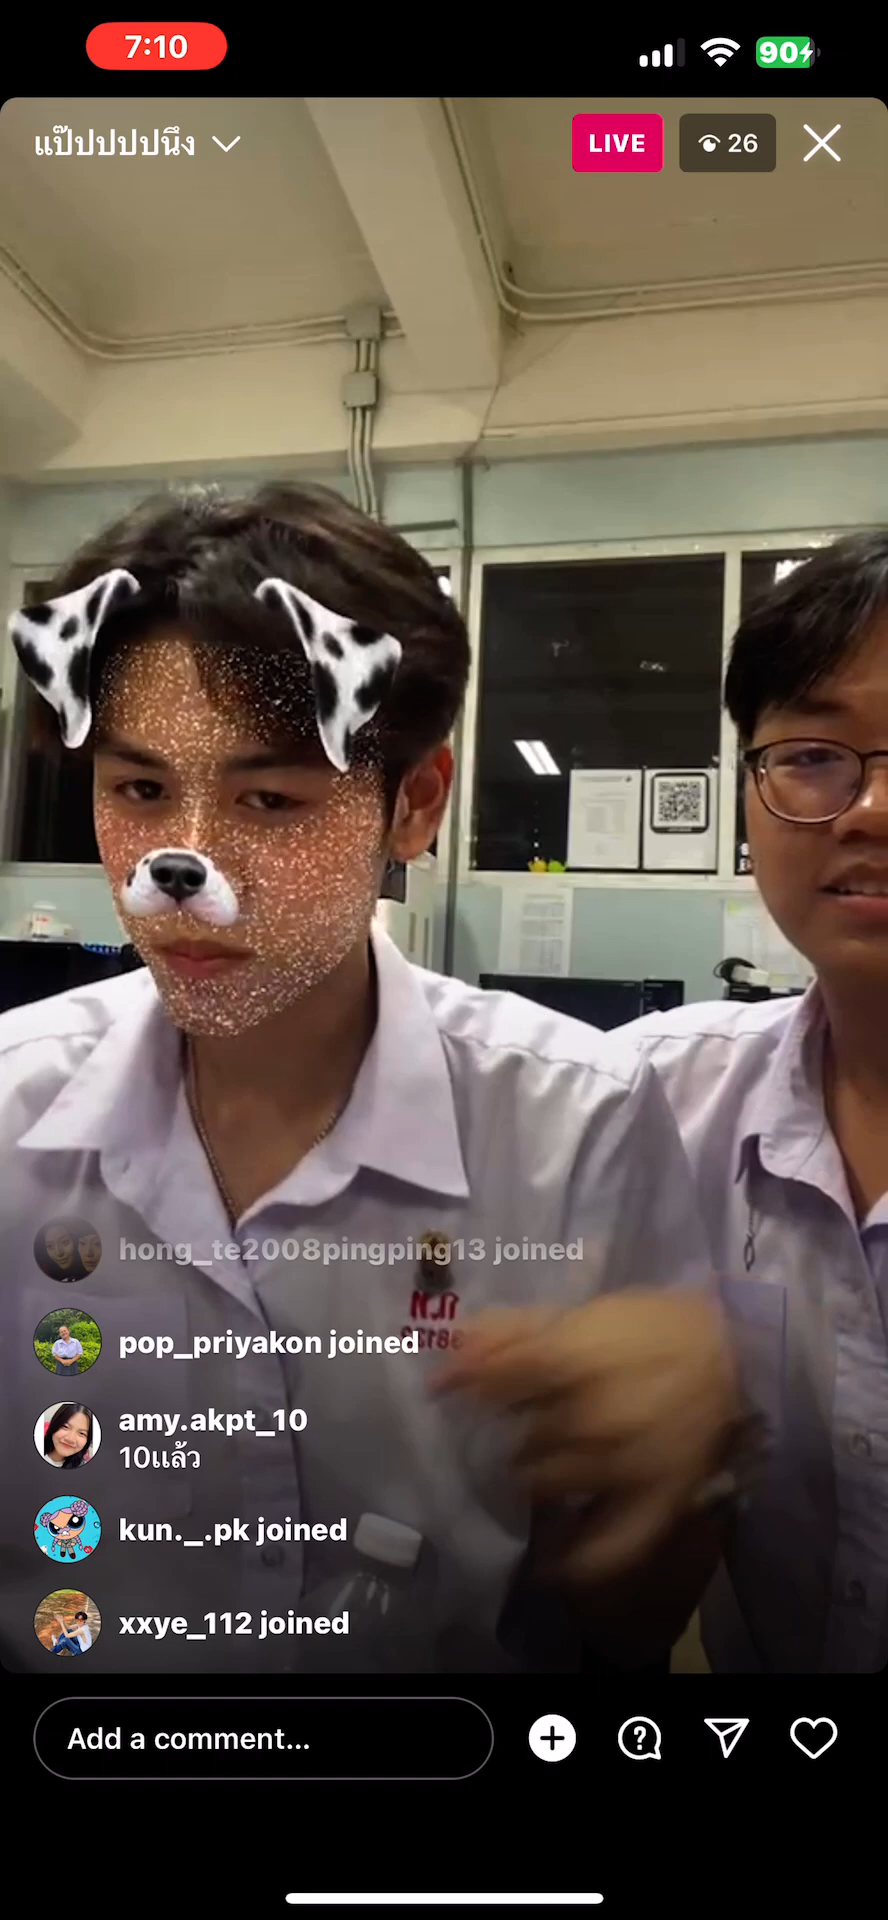 7:10
90
แป๊ปปปปนึง
LIVE
26
hong_te2008pingping13 joined
pop_priyakon joined
amy.akpt_10
10แล้ว
kun._.pk joined
xxye_112 joined
Add a comment...